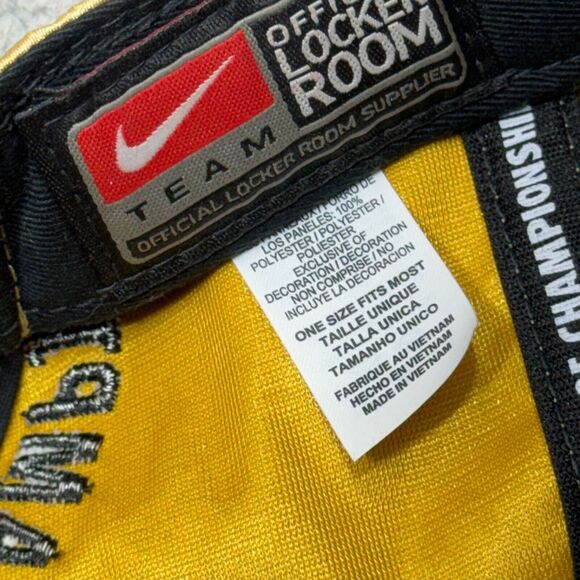 OFFICIAL
LOCKER
ROOM
TEAM
OFFICIAL LOCKER ROOM SUPPLIER
LOS PANELES: 100%
POLYESTER / POLYESTER /
POLIESTER
EXCLUSIVE OF
DECORATION / DECORATION
NON COMPRISE / NO
INCLUYE LA DECORACION
ONE SIZE FITS MOST
TAILLE UNIQUE
TALLA UNICA
TAMANHO UNICO
FABRIQUE AU VIETNAM
HECHO EN VIETNAM
MADE IN VIETNAM
CHAMPIONSHIP